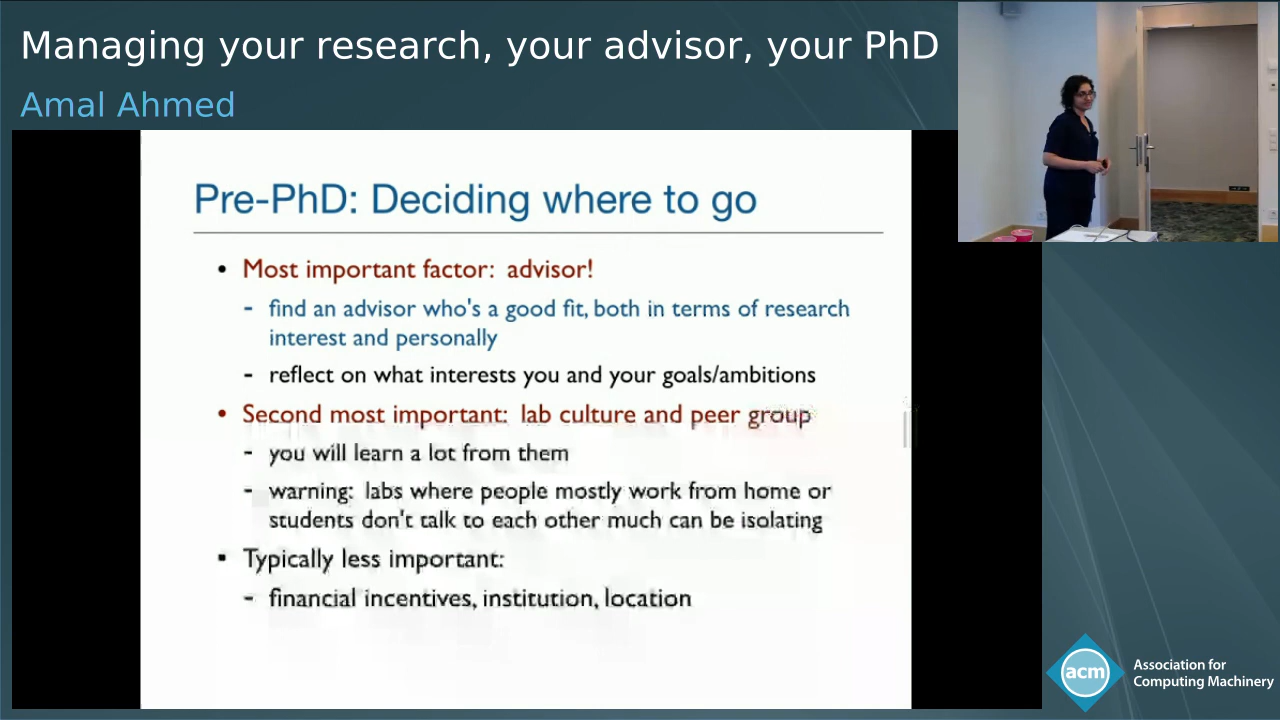 Managing your research, your advisor, your PhD
Amal Ahmed
Pre-PhD: Deciding where to go
• Most important factor: advisor!
- find an advisor who's a good fit, both in terms of research
interest and personally
- reflect on what interests you and your goals/ambitions
• Second most important: lab culture and peer group
- you will learn a lot from them
- warning: labs where people mostly work from home or
students don't talk to each other much can be isolating
▪ Typically less important:
- financial incentives, institution, location
acm
Association for
Computing Machinery